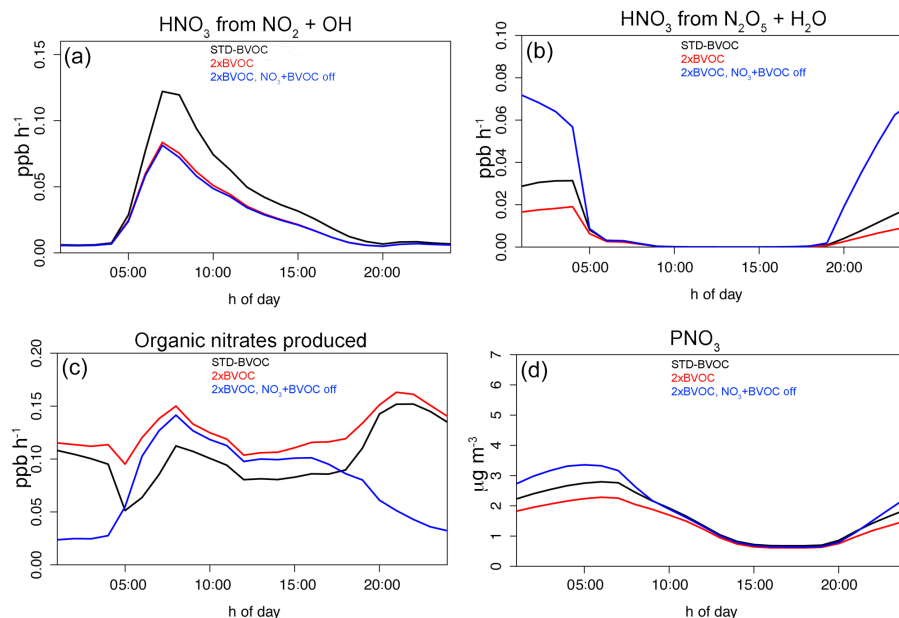 HNO₃ from NO₂ + OH
(a)
STD-BVOC
2xBVOC
2xBVOC, NO₃+BVOC off
ppb h⁻¹
0.15
0.10
0.05
0.00
05:00 10:00 15:00 20:00
h of day
HNO₃ from N₂O₅ + H₂O
(b)
STD-BVOC
2xBVOC
2xBVOC, NO₃+BVOC off
ppb h⁻¹
0.10
0.08
0.06
0.04
0.02
0.00
05:00 10:00 15:00 20:00
h of day
Organic nitrates produced
(c)
STD-BVOC
2xBVOC
2xBVOC, NO₃+BVOC off
ppb h⁻¹
0.20
0.15
0.10
0.05
0.00
05:00 10:00 15:00 20:00
h of day
PNO₃
(d)
STD-BVOC
2xBVOC
2xBVOC, NO₃+BVOC off
µg m⁻³
7
6
5
4
3
2
1
0
05:00 10:00 15:00 20:00
h of day